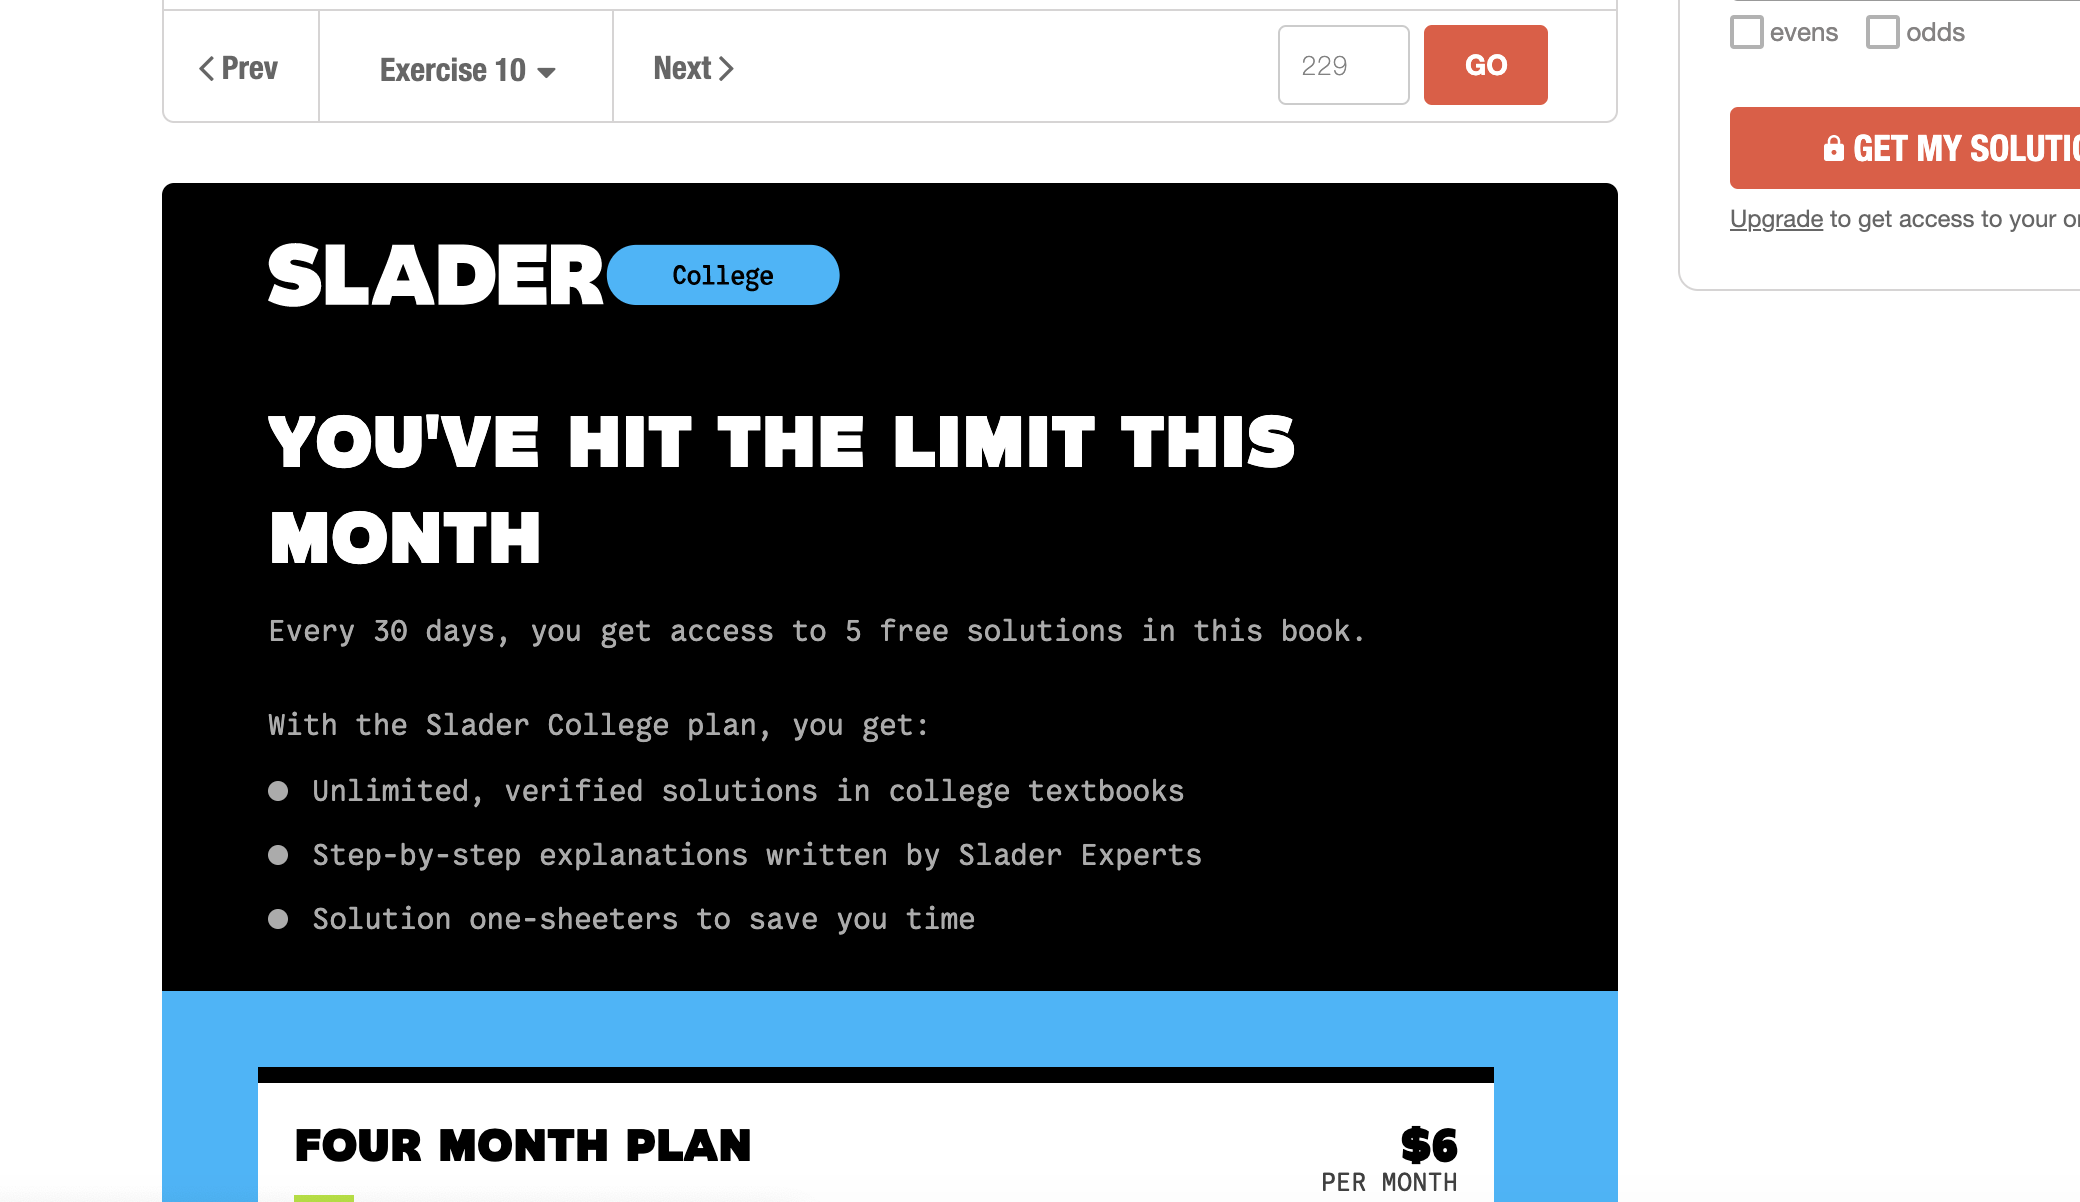 Prev
Exercise 10
Next
229
GO
evens
odds
GET MY SOLUTIO
Upgrade to get access to your or
SLADER
College
YOU'VE HIT THE LIMIT THIS
MONTH
Every 30 days, you get access to 5 free solutions in this book.
With the Slader College plan, you get:
Unlimited, verified solutions in college textbooks
Step-by-step explanations written by Slader Experts
Solution one-sheeters to save you time
FOUR MONTH PLAN
$6
PER MONTH